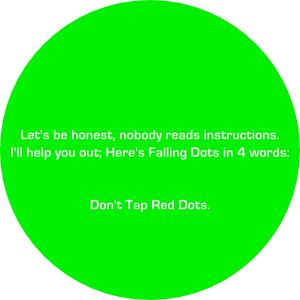 Let's be honest, nobody reads instructions.
I'll help you out; Here's Falling Dots in 4 words:
Don't Tap Red Dots.